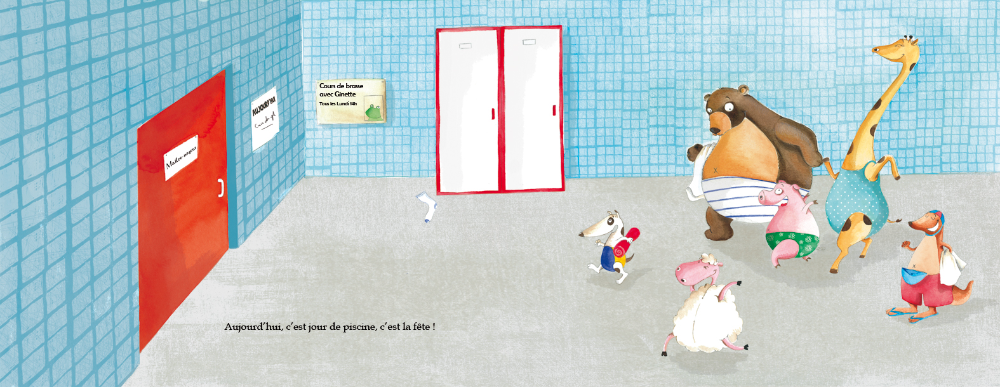 Maître-nageur
AUJOURD'HUI
Cours de brasse
avec Ginette
Tous les Lundi 14h
Aujourd’hui, c’est jour de piscine, c’est la fête !